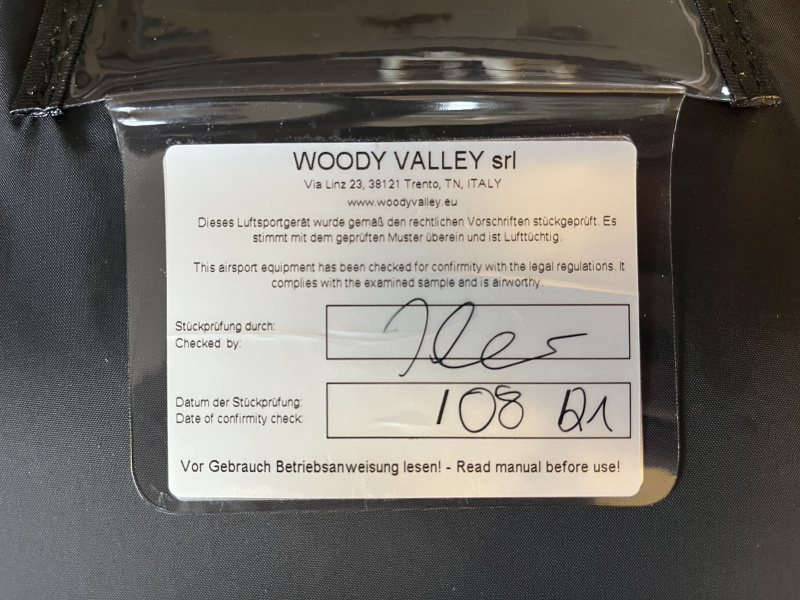 WOODY VALLEY srl
Via Linz 23, 38121 Trento, TN, ITALY
www.woodyvalley.eu
Dieses Luftsportgerät wurde gemäß den rechtlichen Vorschriften stückgeprüft. Es
stimmt mit dem geprüften Muster überein und ist Lufttüchtig.
This airsport equipment has been checked for confirmity with the legal regulations. It
complies with the examined sample and is airworthy.
Stückprüfung durch:
Checked by:
Datum der Stückprüfung:
Date of confirmity check:
Vor Gebrauch Betriebsanweisung lesen! - Read manual before use!